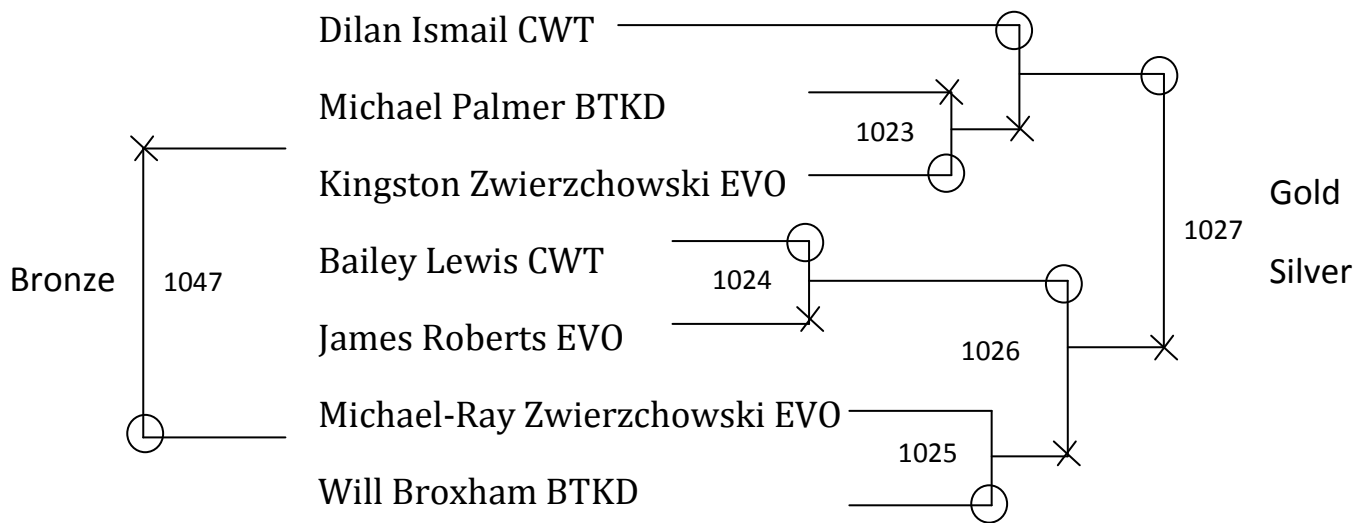 Dilan Ismail CWT
Michael Palmer BTKD
1023
Kingston Zwierzchowski EVO
Gold
1027
Bailey Lewis CWT
Silver
Bronze
1047
1024
James Roberts EVO
1026
Michael-Ray Zwierzchowski EVO
1025
Will Broxham BTKD